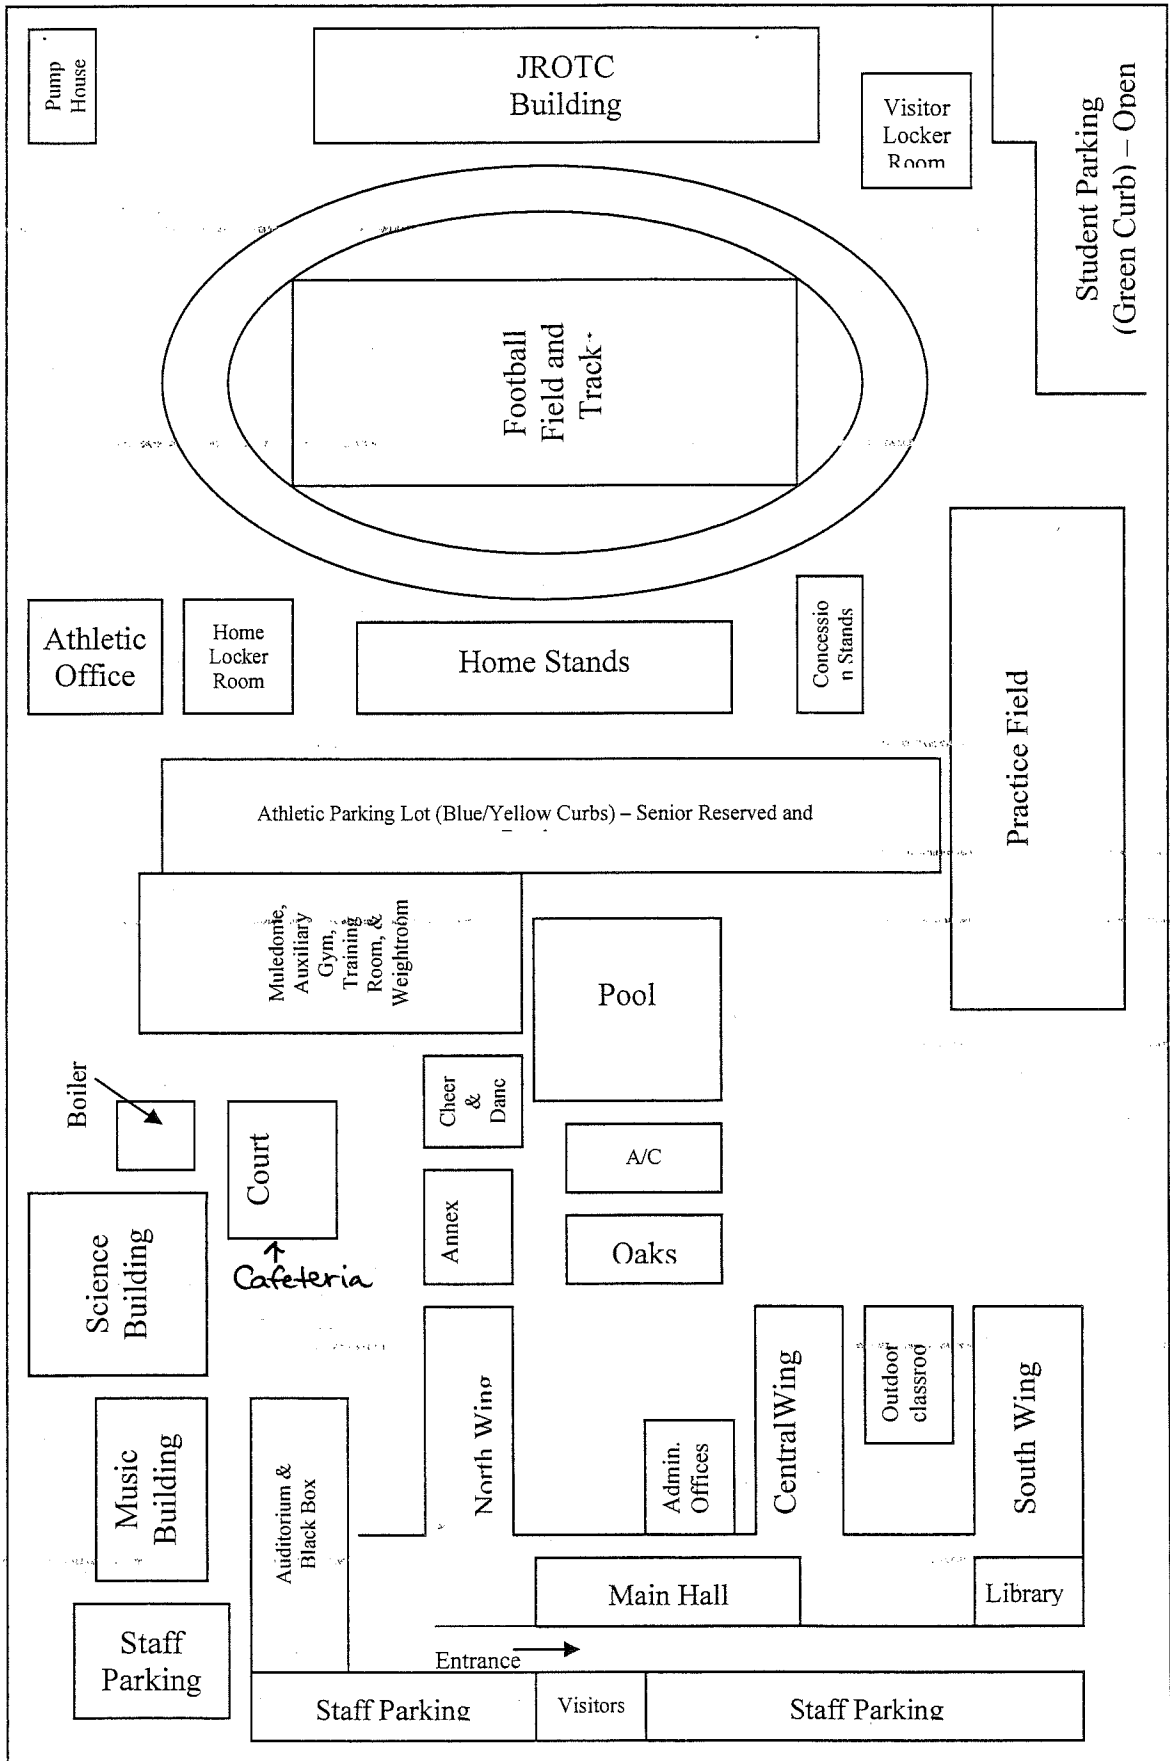 Pump
House
JROTC
Building
Visitor
Locker
Room
Student Parking
(Green Curb) – Open
Football
Field and
Track
Athletic
Office
Home
Locker
Room
Home Stands
Concessio
n Stands
Practice Field
Athletic Parking Lot (Blue/Yellow Curbs) – Senior Reserved and
Muledome,
Auxiliary
Gym,
Training
Room, &
Weightroom
Pool
Boiler
Cheer
&
Danc
Court
A/C
Annex
Science
Building
Cafeteria
Oaks
North Wing
Central Wing
Outdoor
classroo
South Wing
Music
Building
Auditorium &
Black Box
Admin.
Offices
Main Hall
Library
Staff
Parking
Entrance
Staff Parking
Visitors
Staff Parking